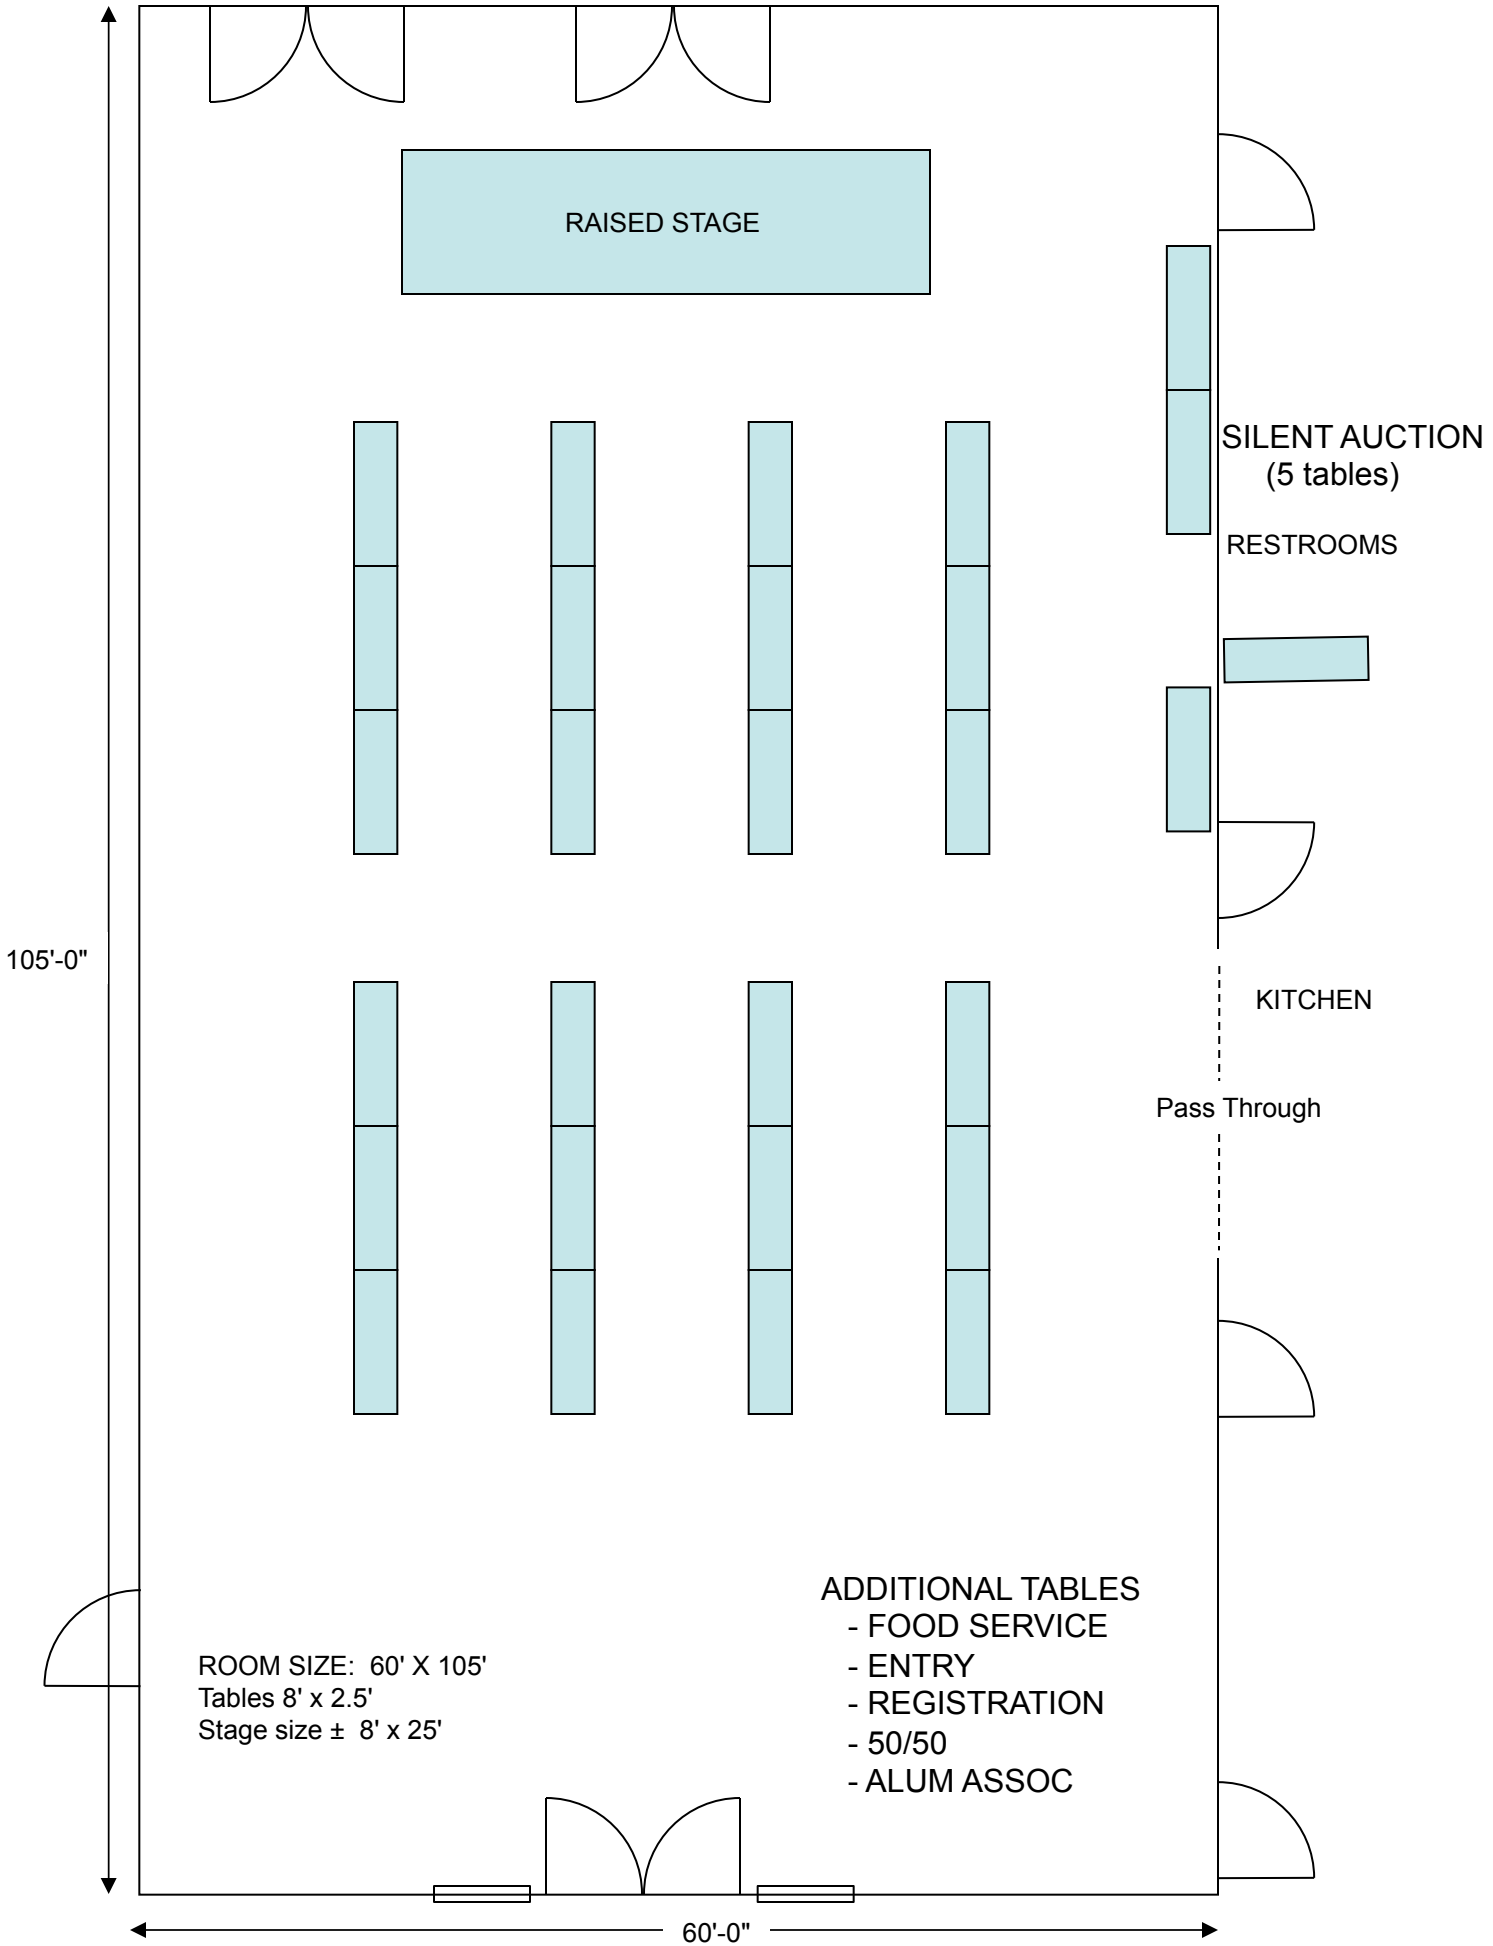 RAISED STAGE
SILENT AUCTION
(5 tables)
RESTROOMS
105'-0"
KITCHEN
Pass Through
ADDITIONAL TABLES
- FOOD SERVICE
- ENTRY
- REGISTRATION
- 50/50
- ALUM ASSOC
ROOM SIZE:  60' X 105'
Tables 8' x 2.5'
Stage size ±  8' x 25'
60'-0"